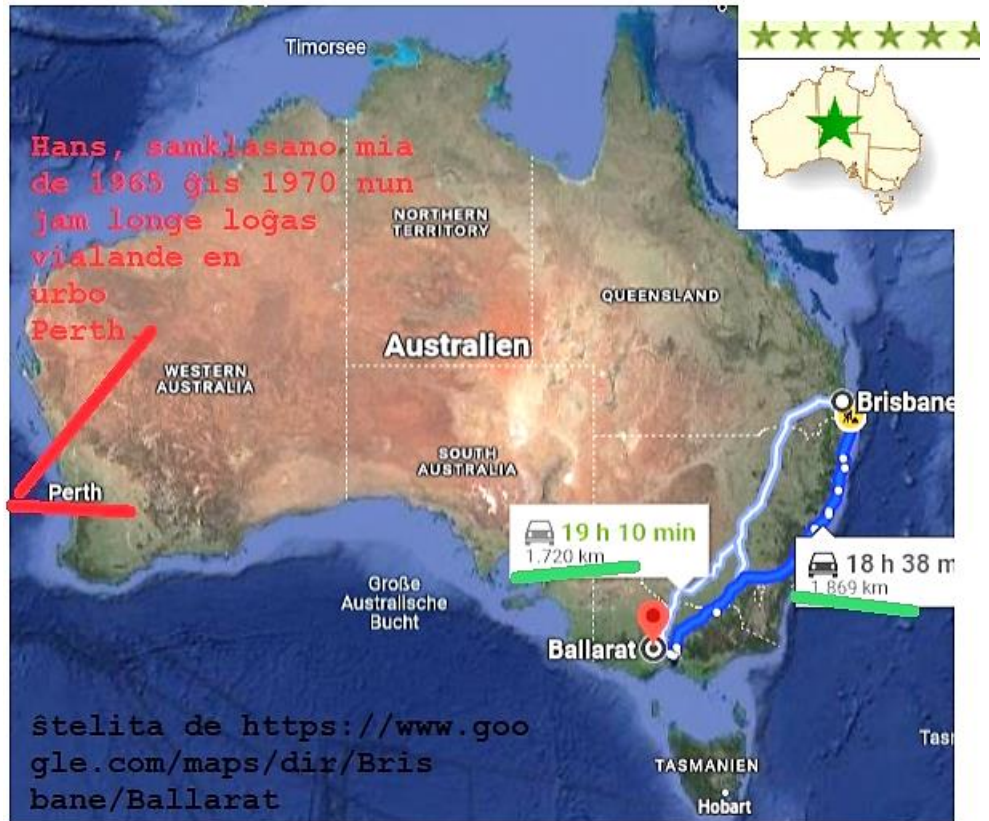 Timorsee
Hans, samklasano mia
de 1965 ĝis 1970 nun
jam longe loĝas
vialande en
urbo
Perth.
NORTHERN
TERRITORY
QUEENSLAND
Australien
WESTERN
AUSTRALIA
Brisbane
SOUTH
AUSTRALIA
Perth
19 h 10 min
1.720 km
18 h 38 m
1.869 km
Große
Australische
Bucht
Ballarat
ŝtelita de https://www.goo
gle.com/maps/dir/Bris
bane/Ballarat
Tas
TASMANIEN
Hobart